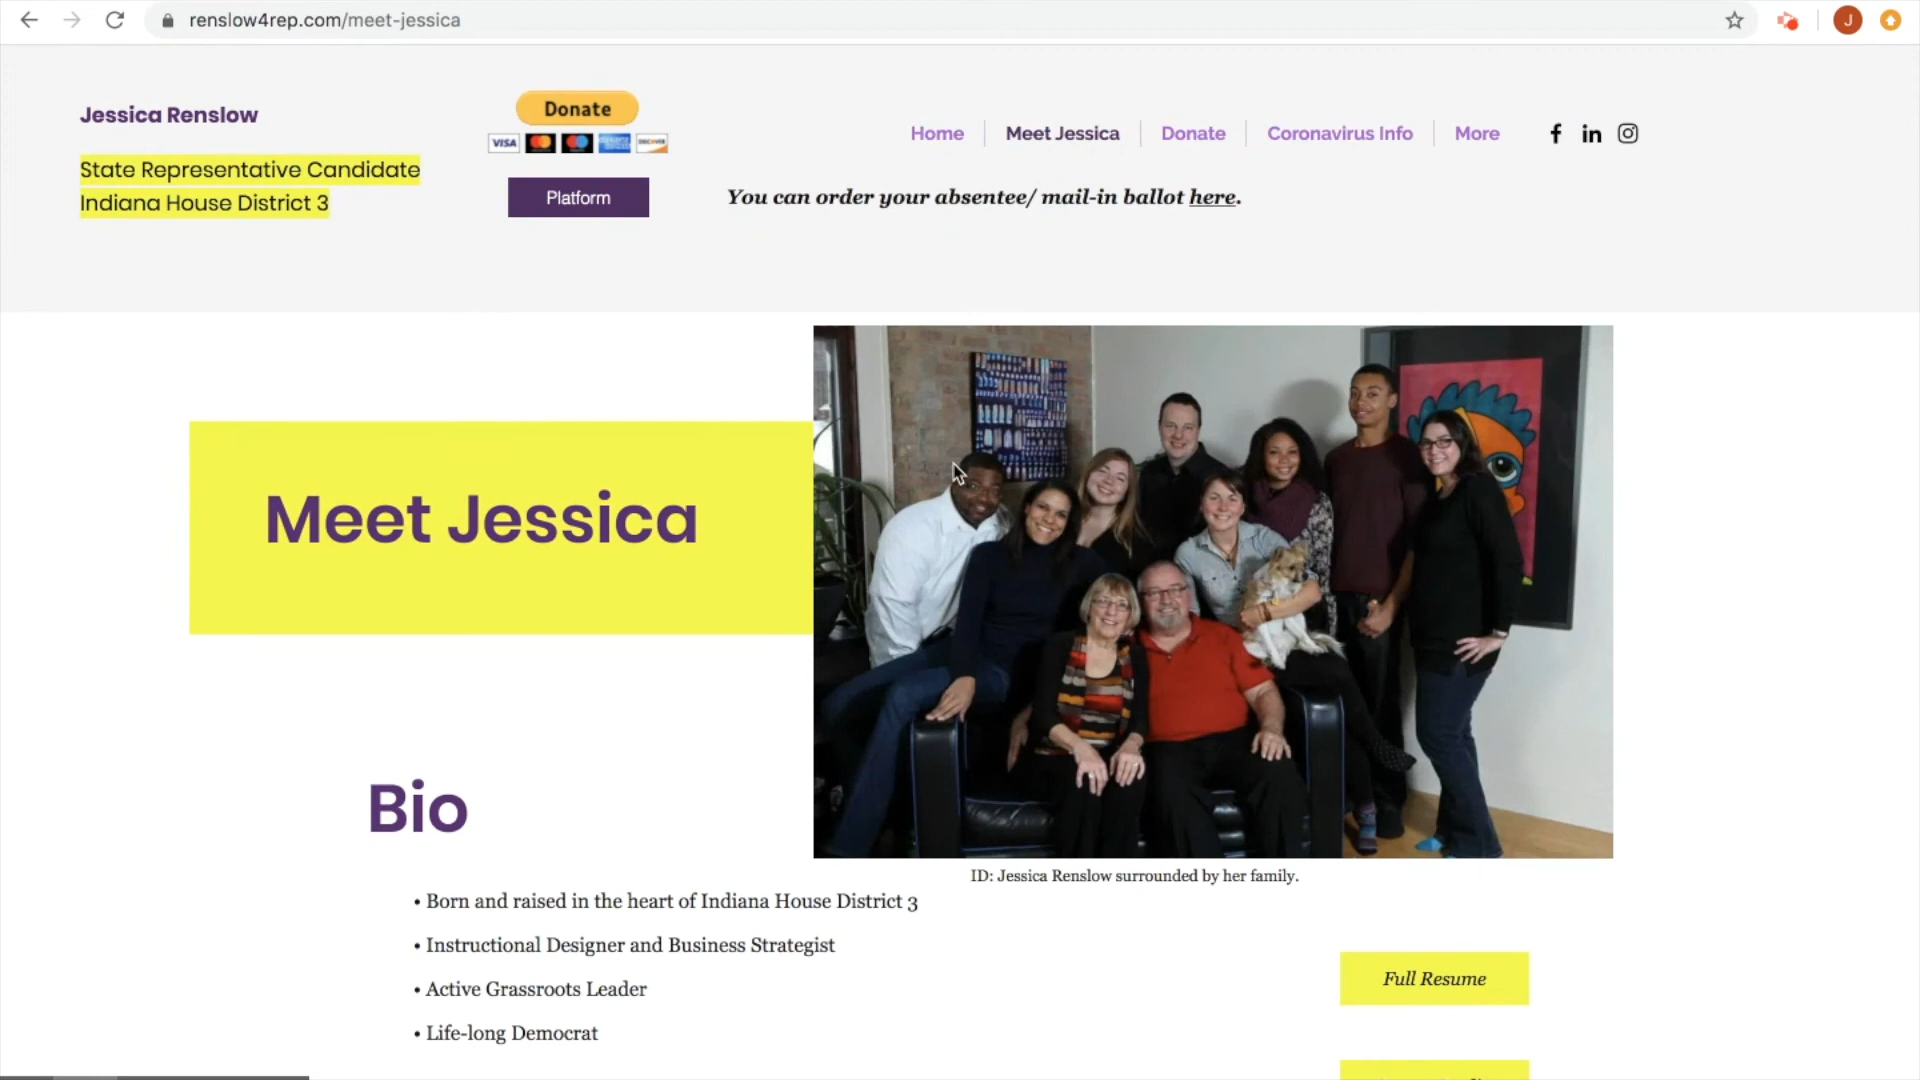 renslow4rep.com/meet-jessica
J
Jessica Renslow
State Representative Candidate
Indiana House District 3
Donate
VISA
DISCOVER
Platform
Home
Meet Jessica
Donate
Coronavirus Info
More
You can order your absentee/ mail-in ballot here.
Meet Jessica
ID: Jessica Renslow surrounded by her family.
Bio
• Born and raised in the heart of Indiana House District 3
• Instructional Designer and Business Strategist
• Active Grassroots Leader
• Life-long Democrat
Full Resume